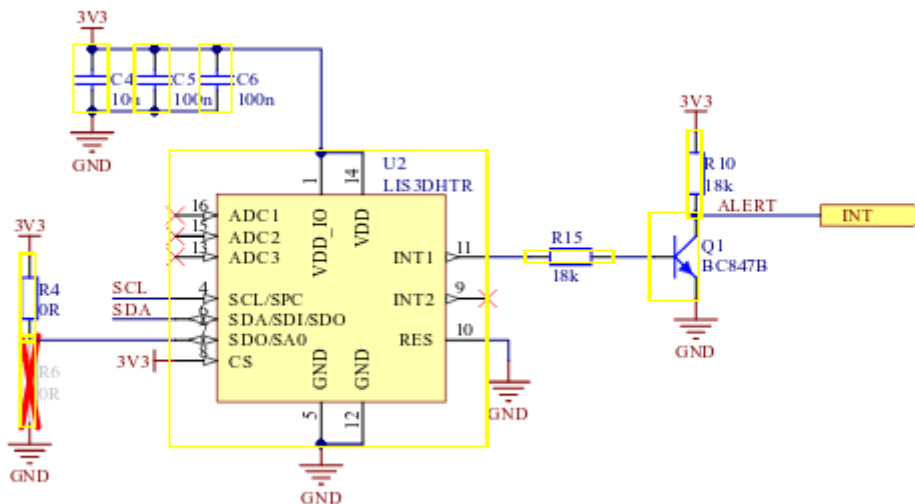 3V3
C4
C5
C6
10u
100n
100n
GND
3V3
U2
LIS3DHTR
R10
18k
1
14
16
ADC1
15
ADC2
13
ADC3
VDD_IO
VDD
INT1
11
R15
18k
ALERT
INT
Q1
BC847B
3V3
R4
0R
SCL
4
SCL/SPC
INT2
9
SDA
6
SDA/SDI/SDO
SDO/SA0
RES
10
3V3
8
CS
R6
0R
GND
GND
GND
GND
5
12
GND
GND